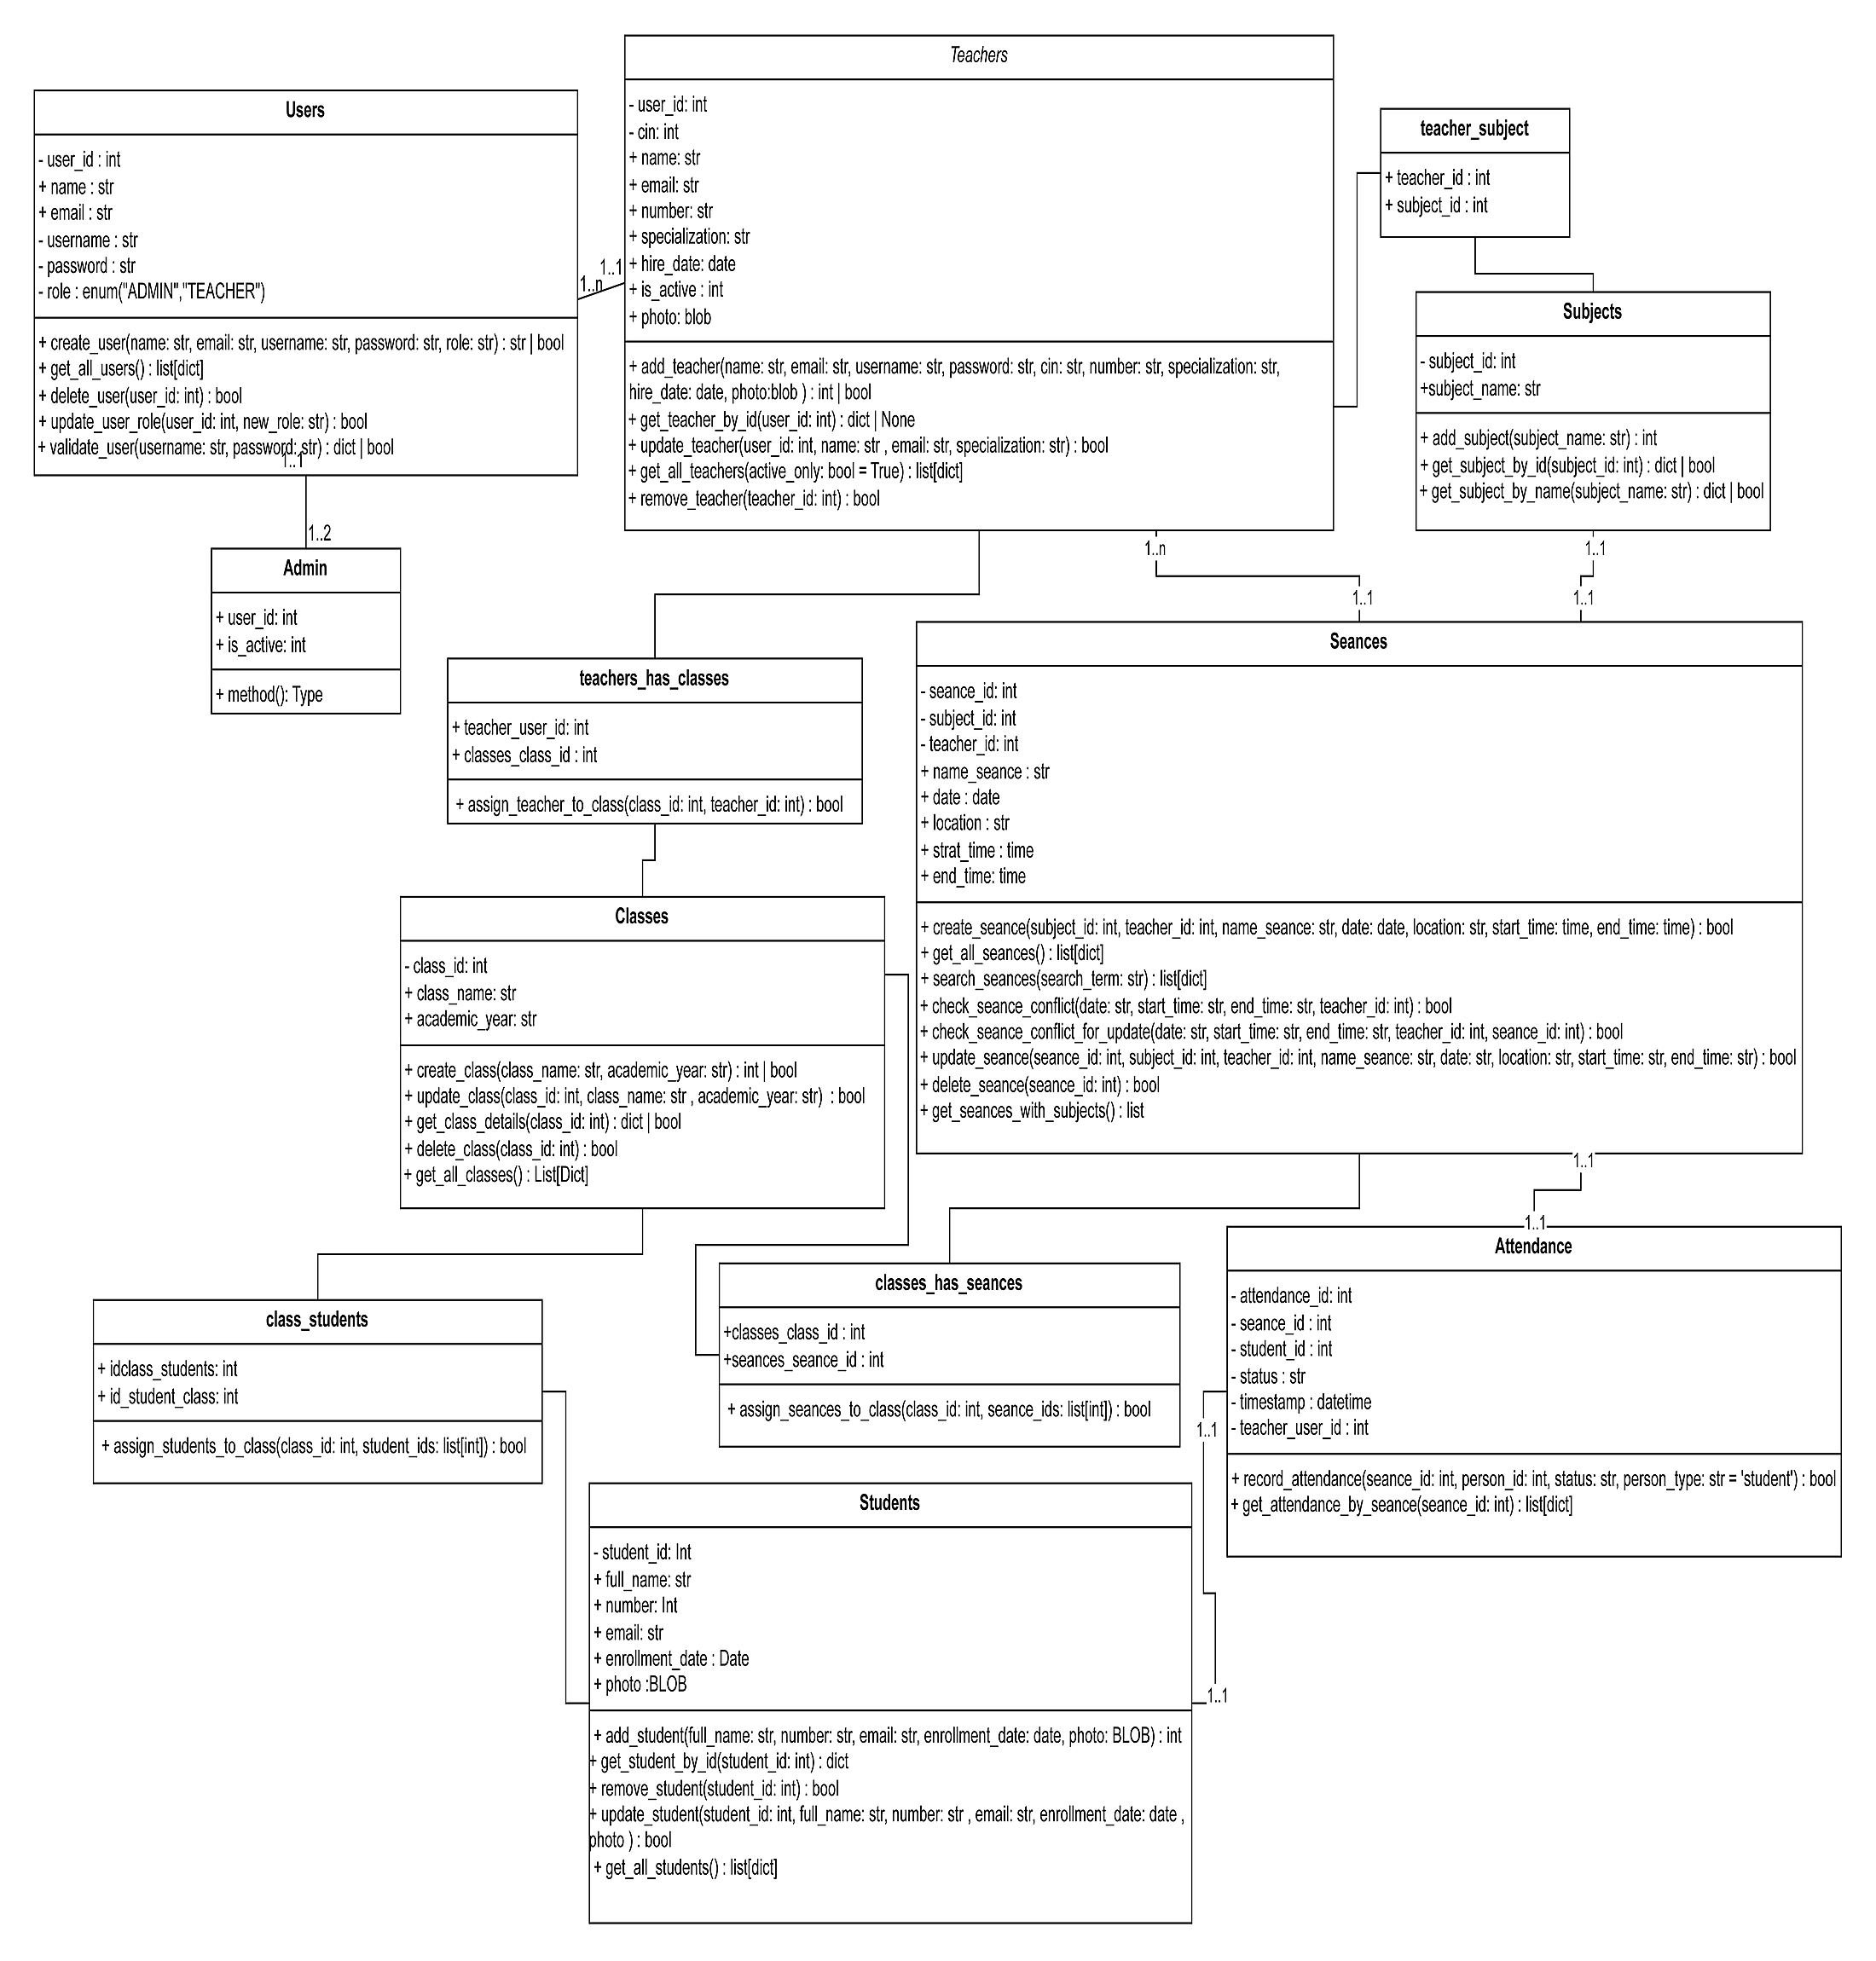 Teachers
- user_id: int
- cin: int
+ name: str
+ email: str
+ number: str
+ specialization: str
+ hire_date: date
+ is_active : int
+ photo: blob
+ add_teacher(name: str, email: str, username: str, password: str, cin: str, number: str, specialization: str,
hire_date: date, photo:blob ) : int | bool
+ get_teacher_by_id(user_id: int) : dict | None
+ update_teacher(user_id: int, name: str , email: str, specialization: str) : bool
+ get_all_teachers(active_only: bool = True) : list[dict]
+ remove_teacher(teacher_id: int) : bool
Users
- user_id : int
+ name : str
+ email : str
- username : str
- password : str
- role : enum("ADMIN","TEACHER")
+ create_user(name: str, email: str, username: str, password: str, role: str) : str | bool
+ get_all_users() : list[dict]
+ delete_user(user_id: int) : bool
+ update_user_role(user_id: int, new_role: str) : bool
+ validate_user(username: str, password: str) : dict | bool
1..1
1..n
1..1
1..2
teacher_subject
+ teacher_id : int
+ subject_id : int
Subjects
- subject_id: int
+subject_name: str
+ add_subject(subject_name: str) : int
+ get_subject_by_id(subject_id: int) : dict | bool
+ get_subject_by_name(subject_name: str) : dict | bool
Admin
+ user_id: int
+ is_active: int
+ method(): Type
1..n
1..1
1..1
1..1
teachers_has_classes
+ teacher_user_id: int
+ classes_class_id : int
+ assign_teacher_to_class(class_id: int, teacher_id: int) : bool
Seances
- seance_id: int
- subject_id: int
- teacher_id: int
+ name_seance : str
+ date : date
+ location : str
+ strat_time : time
+ end_time: time
+ create_seance(subject_id: int, teacher_id: int, name_seance: str, date: date, location: str, start_time: time, end_time: time) : bool
+ get_all_seances() : list[dict]
+ search_seances(search_term: str) : list[dict]
+ check_seance_conflict(date: str, start_time: str, end_time: str, teacher_id: int) : bool
+ check_seance_conflict_for_update(date: str, start_time: str, end_time: str, teacher_id: int, seance_id: int) : bool
+ update_seance(seance_id: int, subject_id: int, teacher_id: int, name_seance: str, date: str, location: str, start_time: str, end_time: str) : bool
+ delete_seance(seance_id: int) : bool
+ get_seances_with_subjects() : list
Classes
- class_id: int
+ class_name: str
+ academic_year: str
+ create_class(class_name: str, academic_year: str) : int | bool
+ update_class(class_id: int, class_name: str , academic_year: str) : bool
+ get_class_details(class_id: int) : dict | bool
+ delete_class(class_id: int) : bool
+ get_all_classes() : List[Dict]
1..1
1..1
class_students
+ idclass_students: int
+ id_student_class: int
+ assign_students_to_class(class_id: int, student_ids: list[int]) : bool
classes_has_seances
+classes_class_id : int
+seances_seance_id : int
+ assign_seances_to_class(class_id: int, seance_ids: list[int]) : bool
Attendance
- attendance_id: int
- seance_id : int
- student_id : int
- status : str
- timestamp : datetime
- teacher_user_id : int
+ record_attendance(seance_id: int, person_id: int, status: str, person_type: str = 'student') : bool
+ get_attendance_by_seance(seance_id: int) : list[dict]
1..1
1..1
Students
- student_id: Int
+ full_name: str
+ number: Int
+ email: str
+ enrollment_date : Date
+ photo :BLOB
+ add_student(full_name: str, number: str, email: str, enrollment_date: date, photo: BLOB) : int
+ get_student_by_id(student_id: int) : dict
+ remove_student(student_id: int) : bool
+ update_student(student_id: int, full_name: str, number: str , email: str, enrollment_date: date ,
photo ) : bool
+ get_all_students() : list[dict]